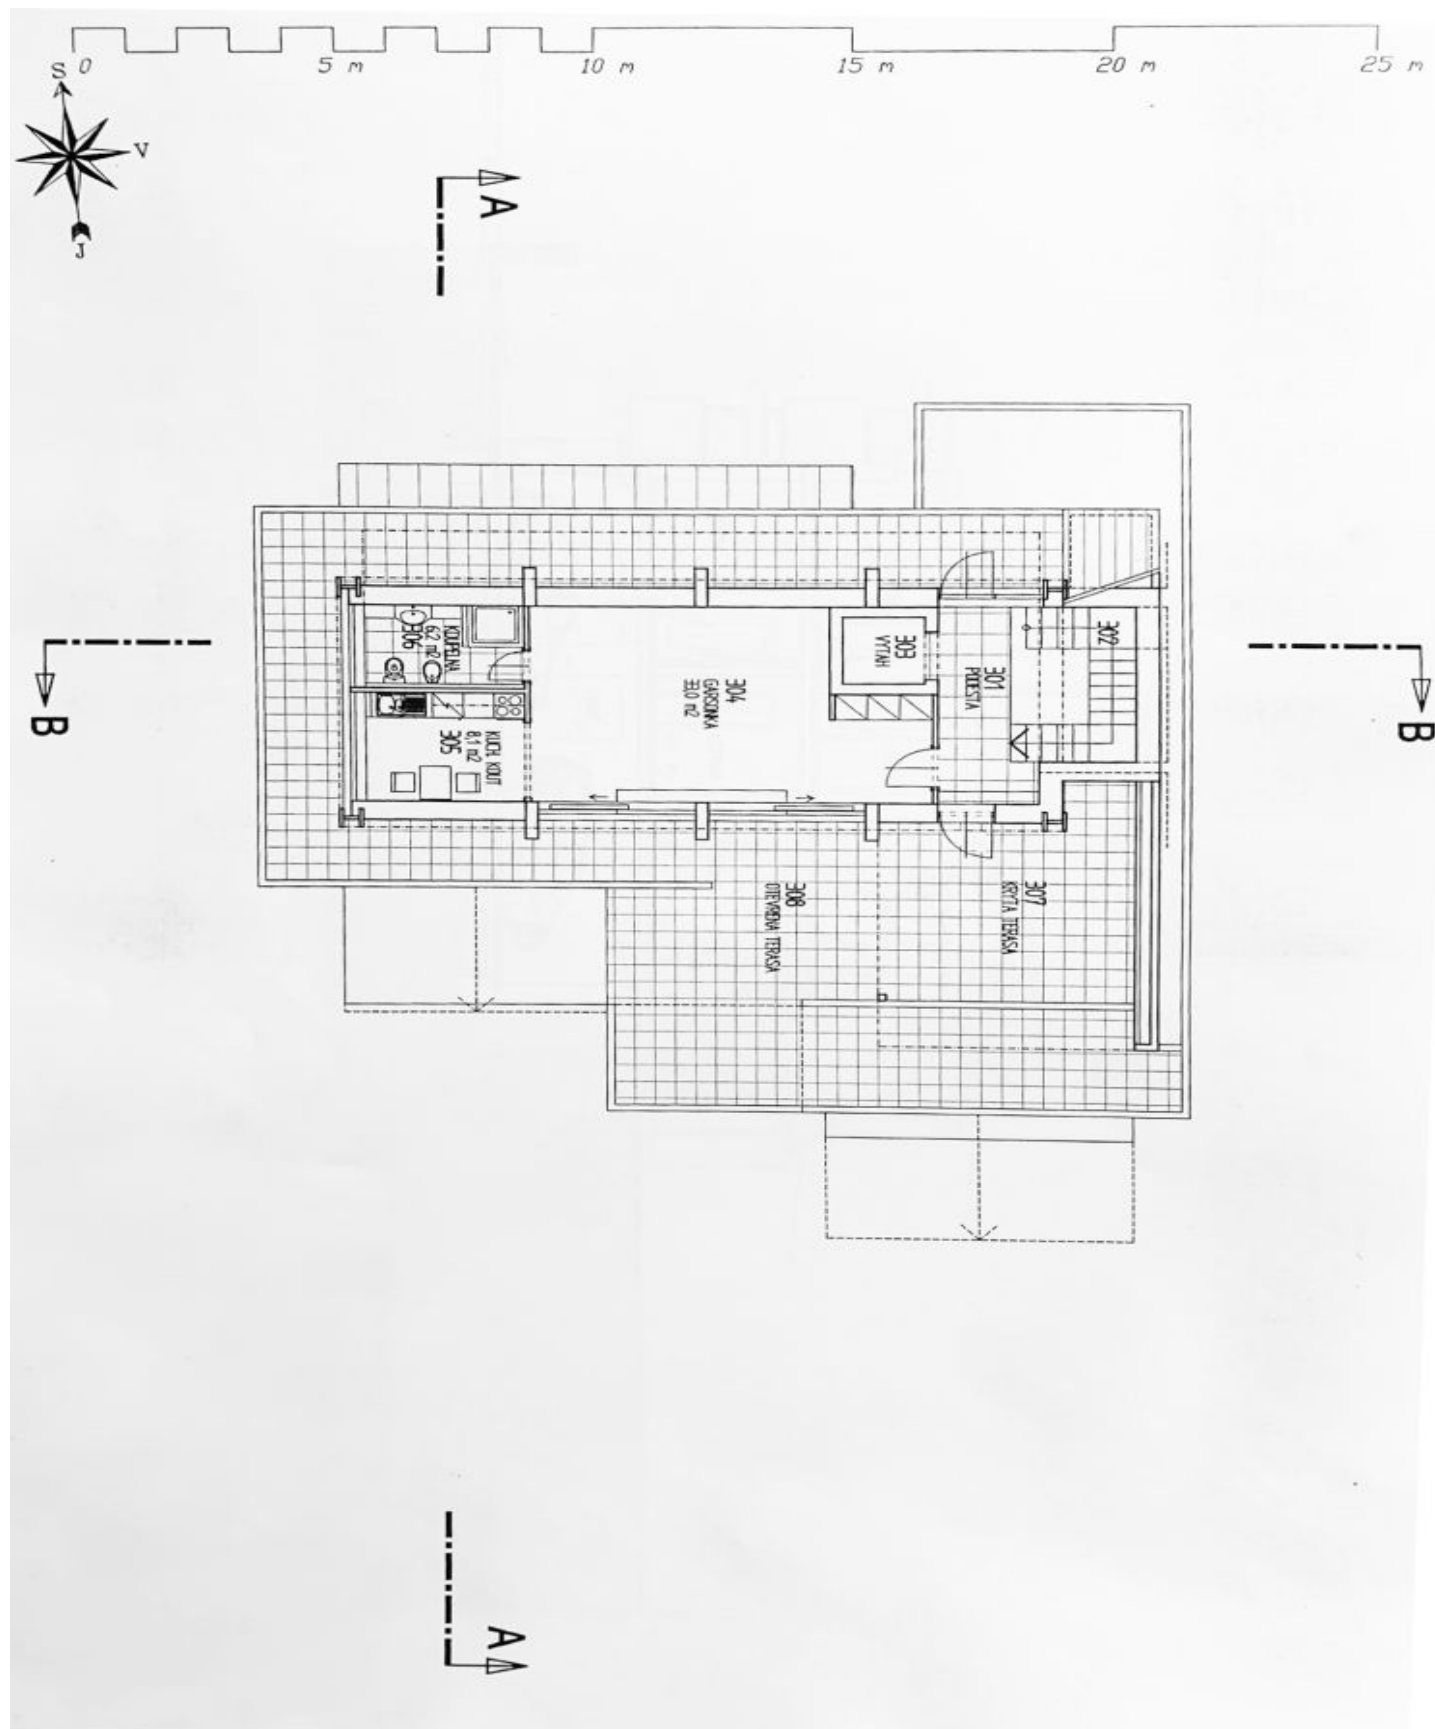 0 5 m 10 m 15 m 20 m 25 m
S
V
J
A
B
B
302
303
VÝTAH
301
PODESTA
306
KOUPELNA
6,2 m2
304
GARSONKA
33,0 m2
305
KUCH. KOUT
8,1 m2
308
OTEVŘENÁ TERASA
307
KRYTÁ TERASA
A